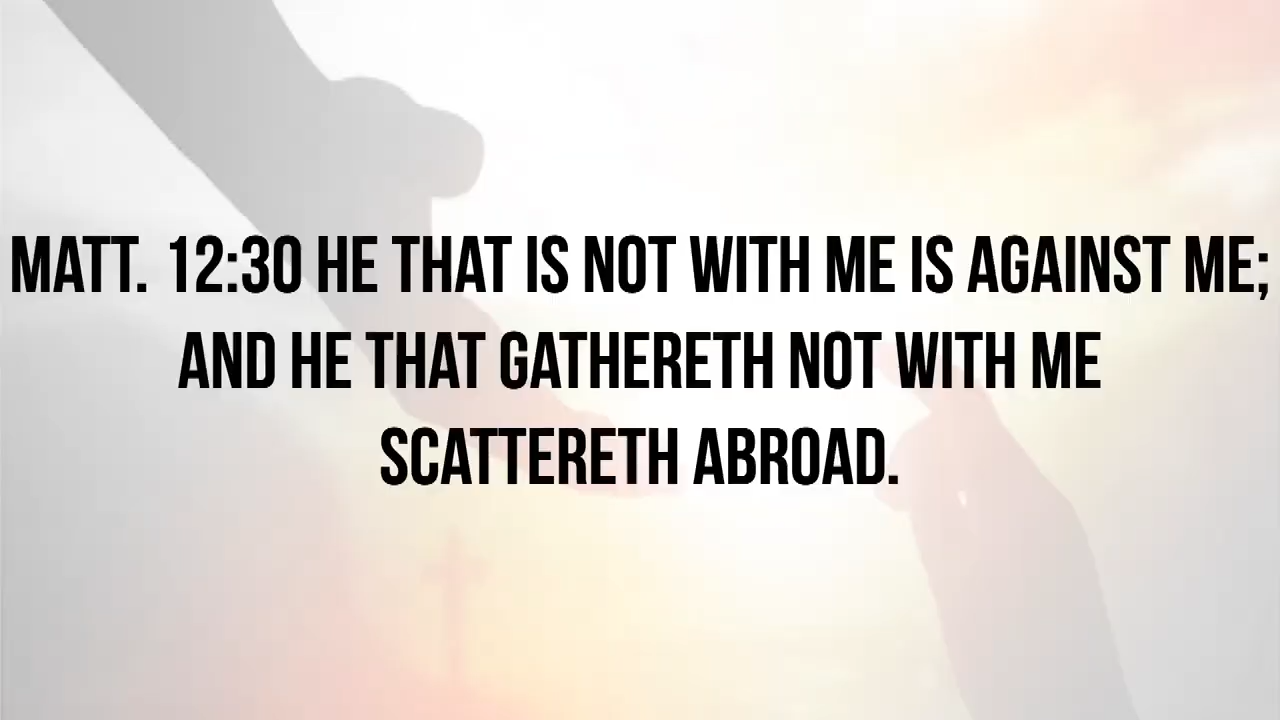 MATT. 12:30 HE THAT IS NOT WITH ME IS AGAINST ME;
AND HE THAT GATHERETH NOT WITH ME
SCATTERETH ABROAD.